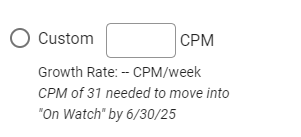 Custom CPM
Growth Rate: -- CPM/week
CPM of 31 needed to move into
"On Watch" by 6/30/25